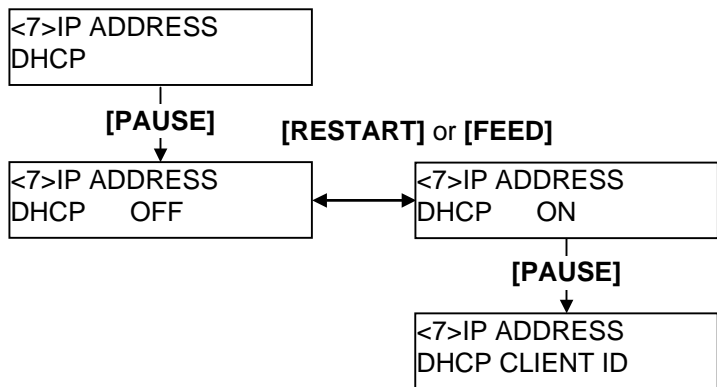 <7>IP ADDRESS
DHCP
[PAUSE]
[RESTART] or [FEED]
<7>IP ADDRESS
DHCP OFF
<7>IP ADDRESS
DHCP ON
[PAUSE]
<7>IP ADDRESS
DHCP CLIENT ID